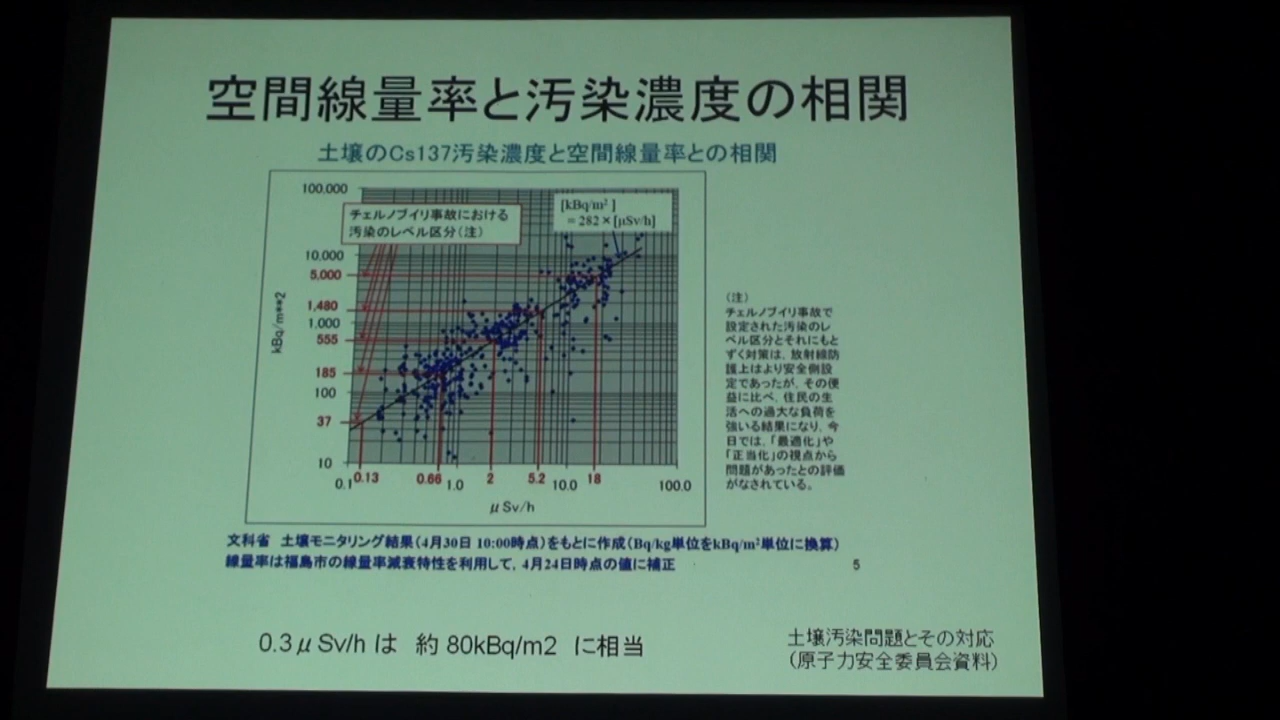 空間線量率と汚染濃度の相関
土壌のCs137汚染濃度と空間線量率との相関
100,000
チェルノブイリ事故における
汚染のレベル区分(注)
[kBq/m²]
= 282×[μSv/h]
10,000
5,000
1,480
1,000
555
185
100
37
10
kBq/m**2
0.1
0.13
0.66
1.0
2
5.2
10.0
18
100.0
μSv/h
(注)
チェルノブイリ事故で
設定された汚染のレ
ベル区分とそれにもと
ずく対策は、放射線防
護上はより安全側設
定であったが、その便
益に比べ、住民の生
活への過大な負荷を
強いる結果になり、今
日では、「最適化」や
「正当化」の視点から
問題があったとの評価
がなされている。
文科省 土壌モニタリング結果(4月30日 10:00時点)をもとに作成(Bq/kg単位をkBq/m²単位に換算)
線量率は福島市の線量率減衰特性を利用して、4月24日時点の値に補正
5
0.3μSv/h は 約 80kBq/m2 に相当
土壌汚染問題とその対応
(原子力安全委員会資料)